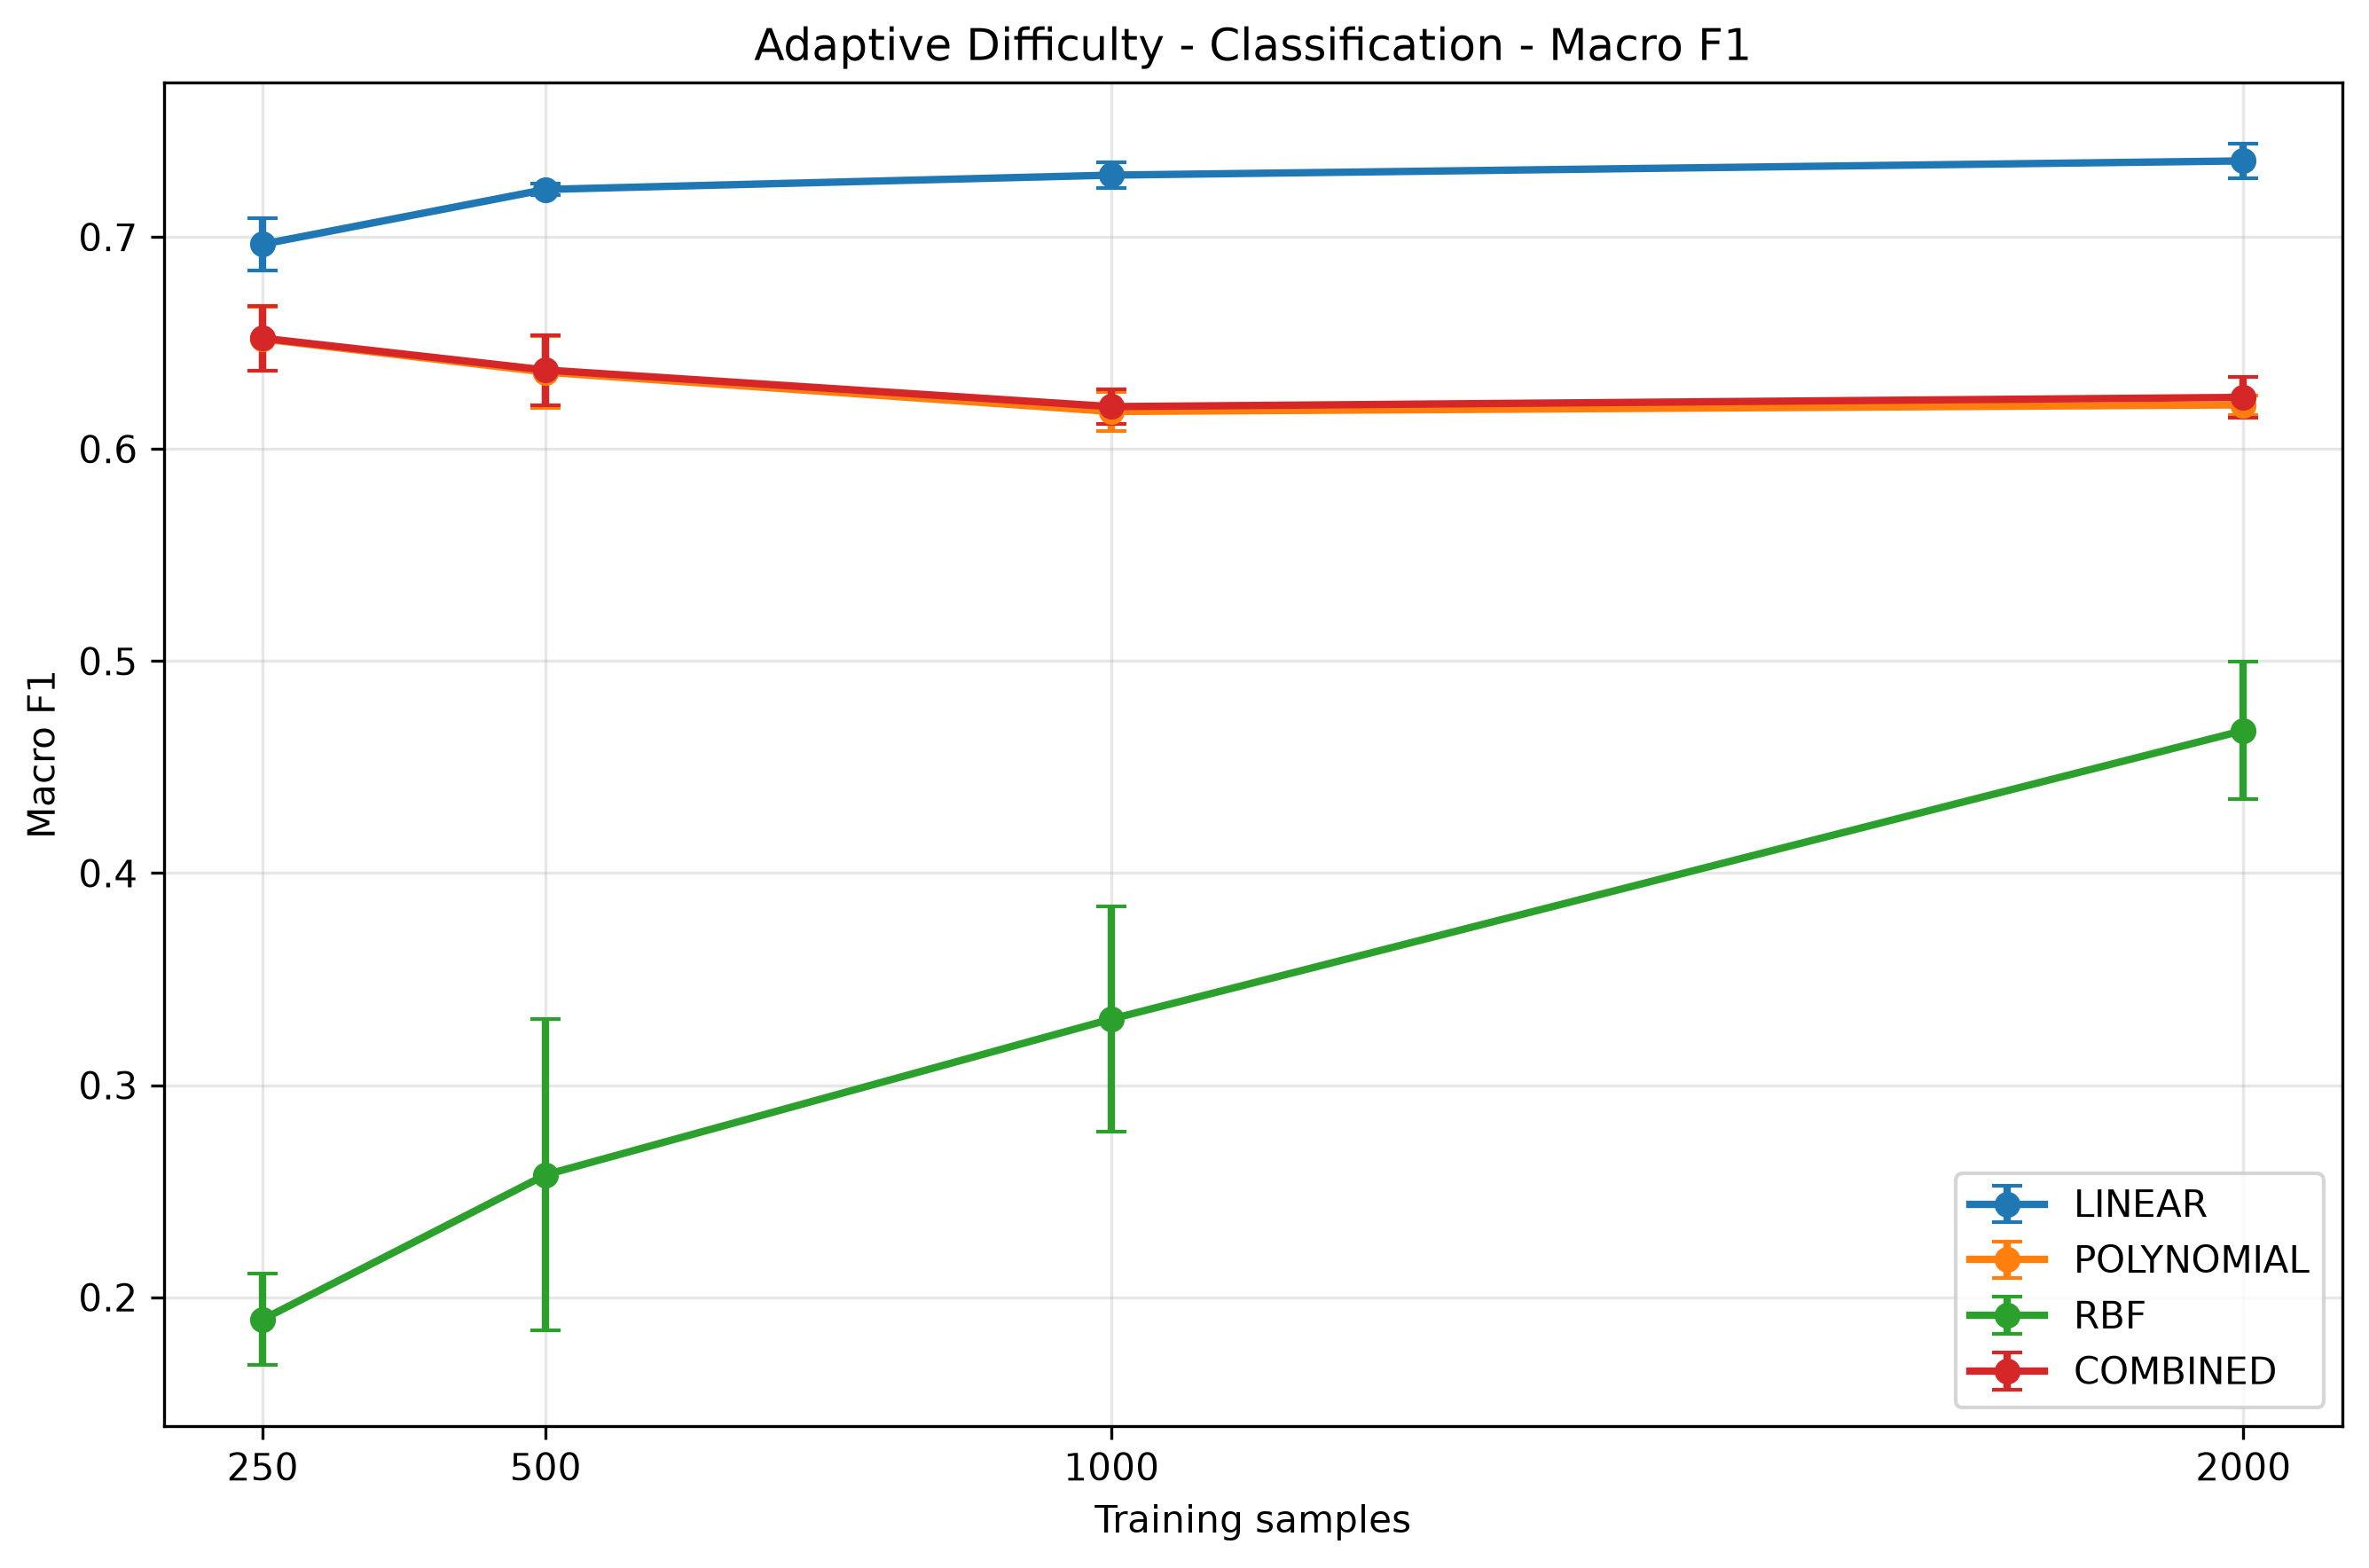 Adaptive Difficulty - Classification - Macro F1
Macro F1
0.7
0.6
0.5
0.4
0.3
0.2
250 500 1000 2000
Training samples
LINEAR
POLYNOMIAL
RBF
COMBINED